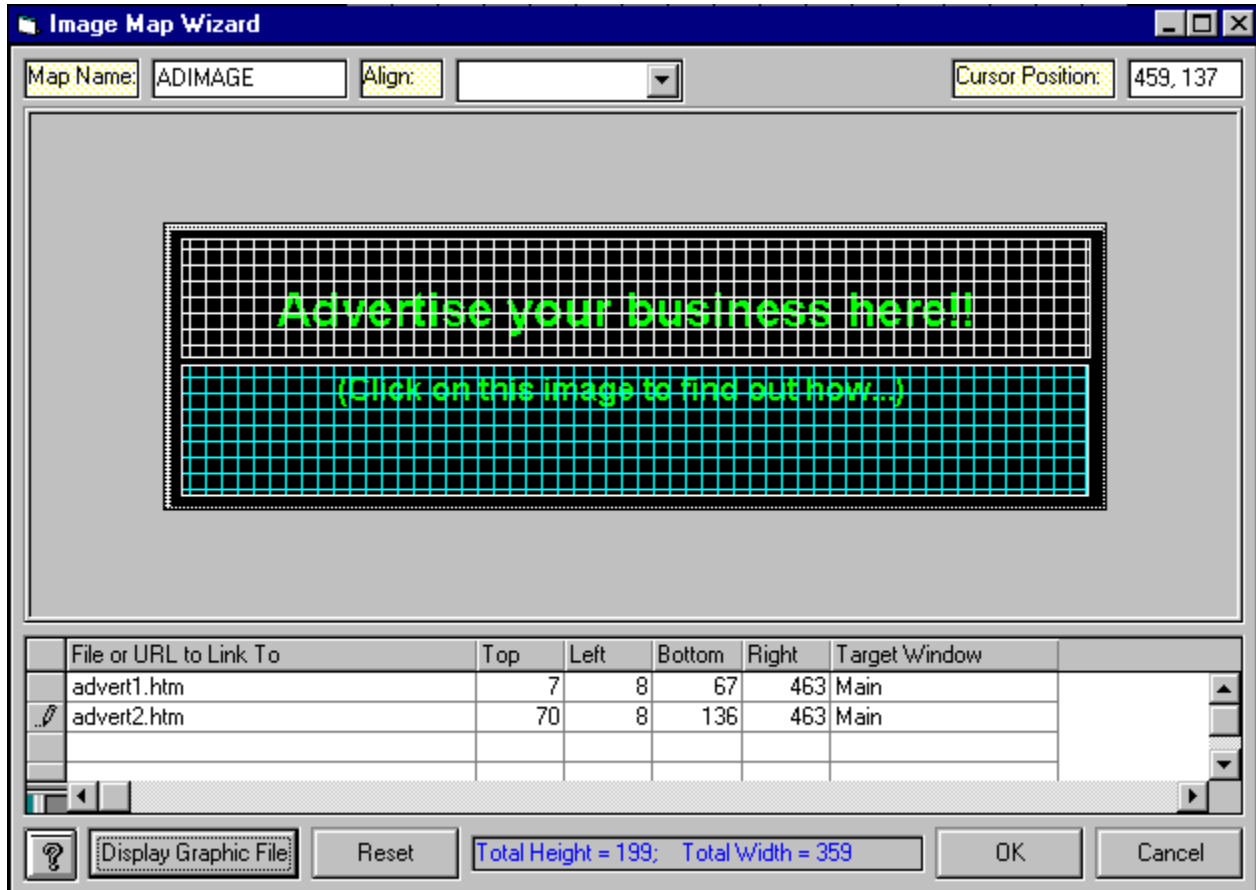 Image Map Wizard
Map Name: ADIMAGE Align: Cursor Position: 459, 137
Advertise your business here!!
(Click on this image to find out how...)
File or URL to Link To Top Left Bottom Right Target Window
advert1.htm 7 8 67 463 Main
advert2.htm 70 8 136 463 Main
? Display Graphic File Reset Total Height = 199; Total Width = 359 OK Cancel